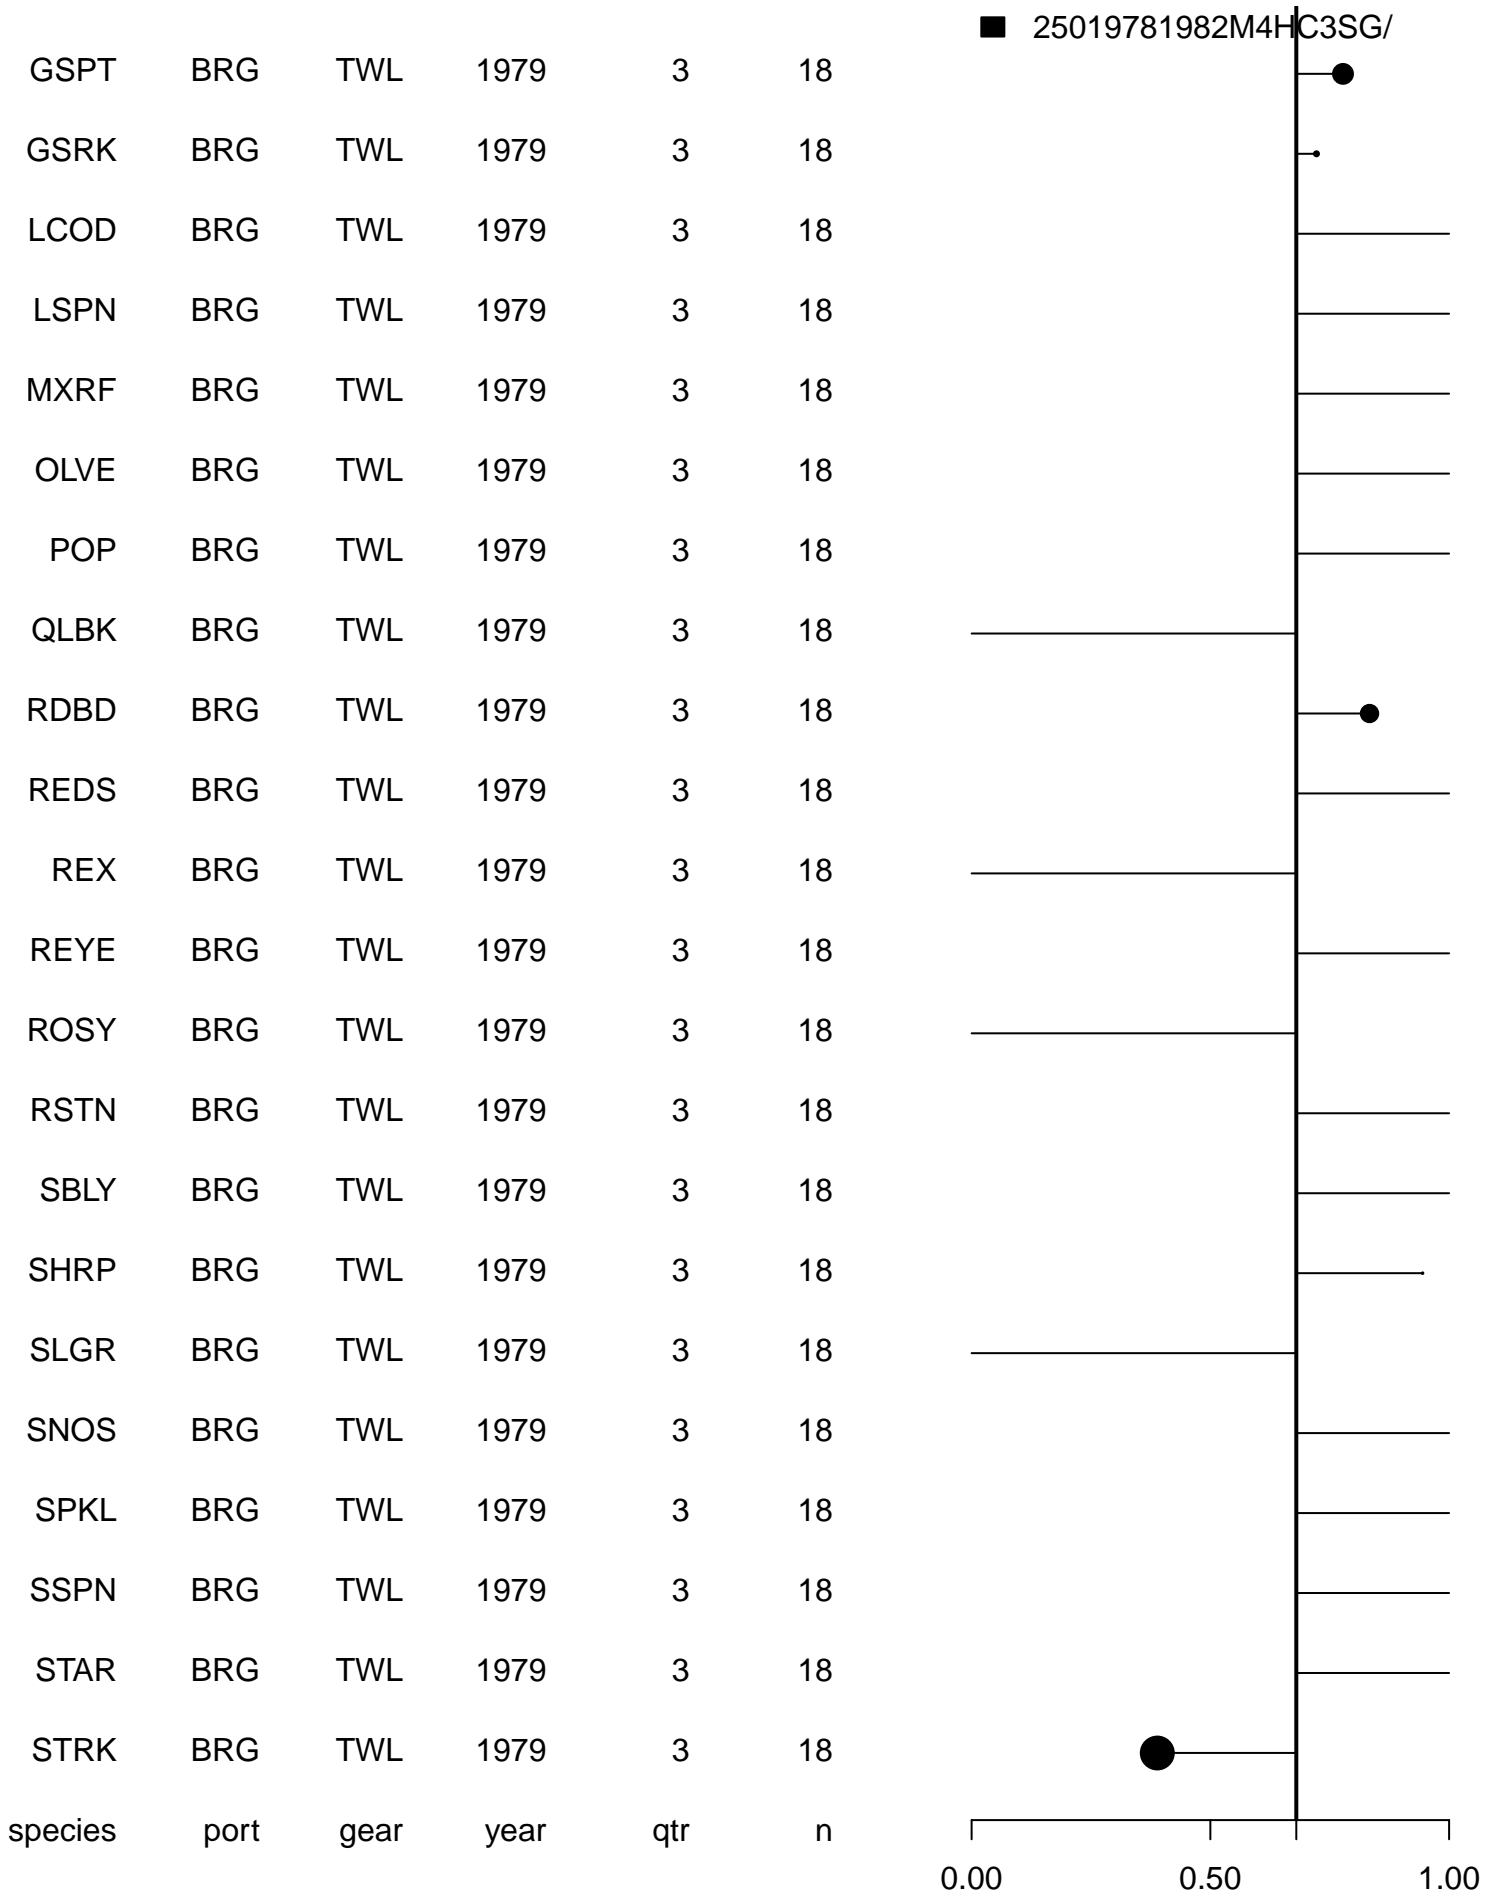 25019781982M4HC3SG/
GSPT BRG TWL 1979 3 18
GSRK BRG TWL 1979 3 18
LCOD BRG TWL 1979 3 18
LSPN BRG TWL 1979 3 18
MXRF BRG TWL 1979 3 18
OLVE BRG TWL 1979 3 18
POP BRG TWL 1979 3 18
QLBK BRG TWL 1979 3 18
RDBD BRG TWL 1979 3 18
REDS BRG TWL 1979 3 18
REX BRG TWL 1979 3 18
REYE BRG TWL 1979 3 18
ROSY BRG TWL 1979 3 18
RSTN BRG TWL 1979 3 18
SBLY BRG TWL 1979 3 18
SHRP BRG TWL 1979 3 18
SLGR BRG TWL 1979 3 18
SNOS BRG TWL 1979 3 18
SPKL BRG TWL 1979 3 18
SSPN BRG TWL 1979 3 18
STAR BRG TWL 1979 3 18
STRK BRG TWL 1979 3 18
species port gear year qtr n
0.00 0.50 1.00